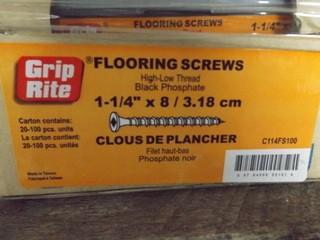 1-1/4"
Grip
Rite
® FLOORING SCREWS
High-Low Thread
Black Phosphate
1-1/4" x 8 / 3.18 cm
Carton contains:
20-100 pcs. units
La carton contient:
20-100 pcs. unités
CLOUS DE PLANCHER
Filet haut-bas
Phosphate noir
C114FS100
Made in Taiwan
Fabriqué à Taiwan